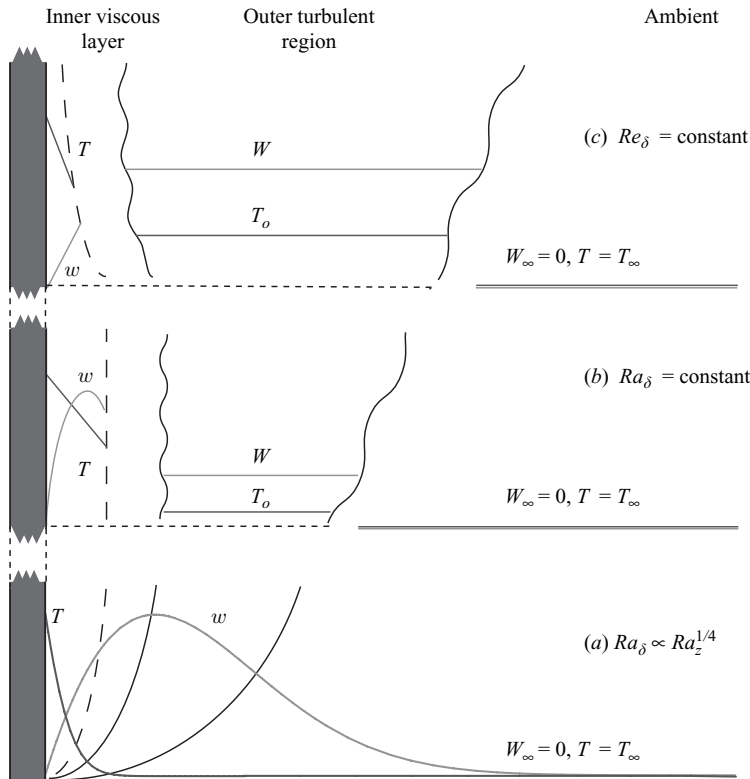 Inner viscous layer Outer turbulent region Ambient
T W (c) Re_δ = constant
T_o
w W_∞ = 0, T = T_∞
w (b) Ra_δ = constant
T W
T_o W_∞ = 0, T = T_∞
T w (a) Ra_δ ∝ Ra_z^{1/4}
W_∞ = 0, T = T_∞